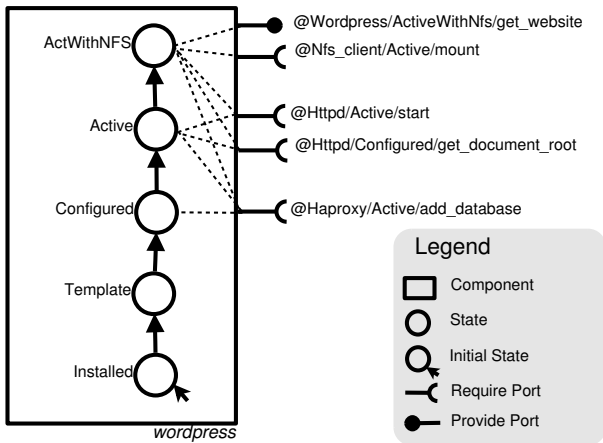 @Wordpress/ActiveWithNfs/get_website
ActWithNFS
@Nfs_client/Active/mount
@Httpd/Active/start
Active
@Httpd/Configured/get_document_root
Configured
@Haproxy/Active/add_database
Legend
Component
Template
State
Initial State
Installed
Require Port
Provide Port
wordpress